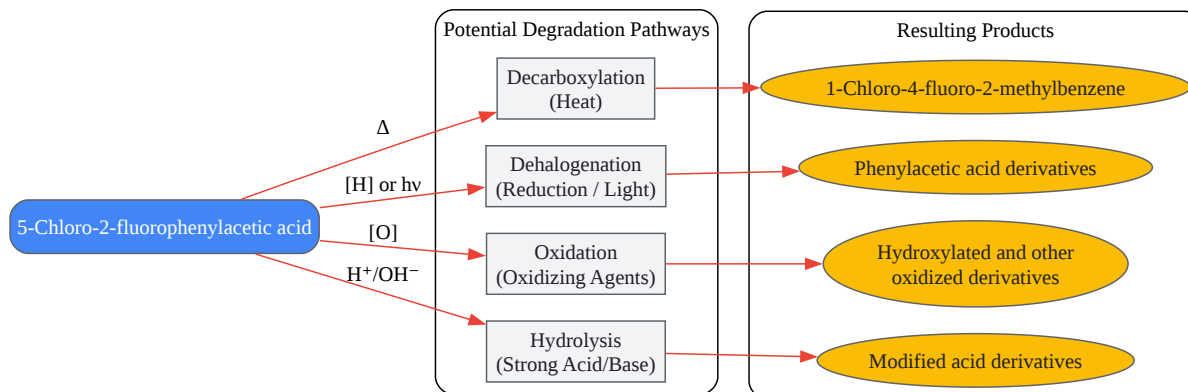 Potential Degradation Pathways
Resulting Products
Decarboxylation
(Heat)
1-Chloro-4-fluoro-2-methylbenzene
Δ
Dehalogenation
(Reduction / Light)
Phenylacetic acid derivatives
[H] or hν
5-Chloro-2-fluorophenylacetic acid
[O]
Oxidation
(Oxidizing Agents)
Hydroxylated and other
oxidized derivatives
H⁺/OH⁻
Hydrolysis
(Strong Acid/Base)
Modified acid derivatives